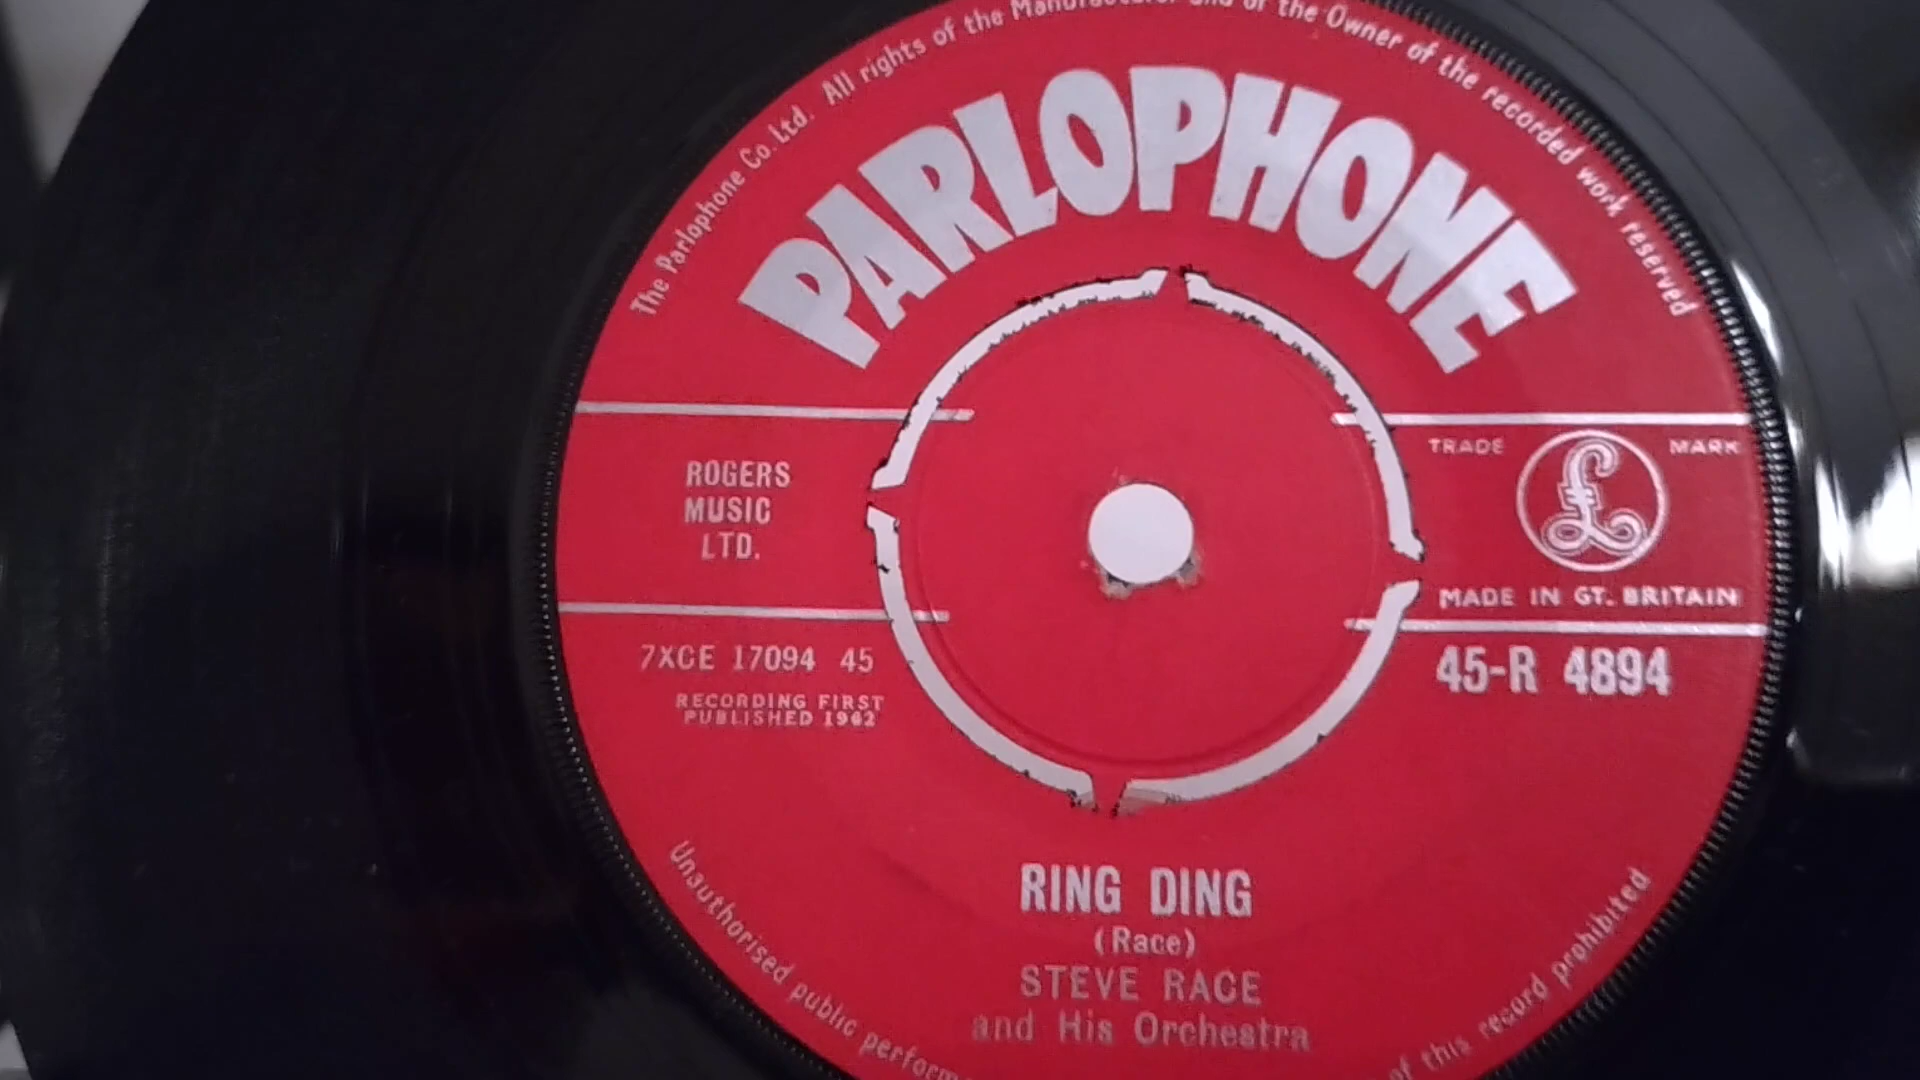 The Parlophone Co. Ltd. All rights of the Manufacturer and of the Owner of the recorded work reserved
PARLOPHONE
ROGERS
MUSIC
LTD.
TRADE MARK
£
MADE IN GT. BRITAIN
7XCE 17094 45
45-R 4894
RECORDING FIRST
PUBLISHED 1962
RING DING
(Race)
STEVE RACE
and His Orchestra
Unauthorised public perform
of this record prohibited